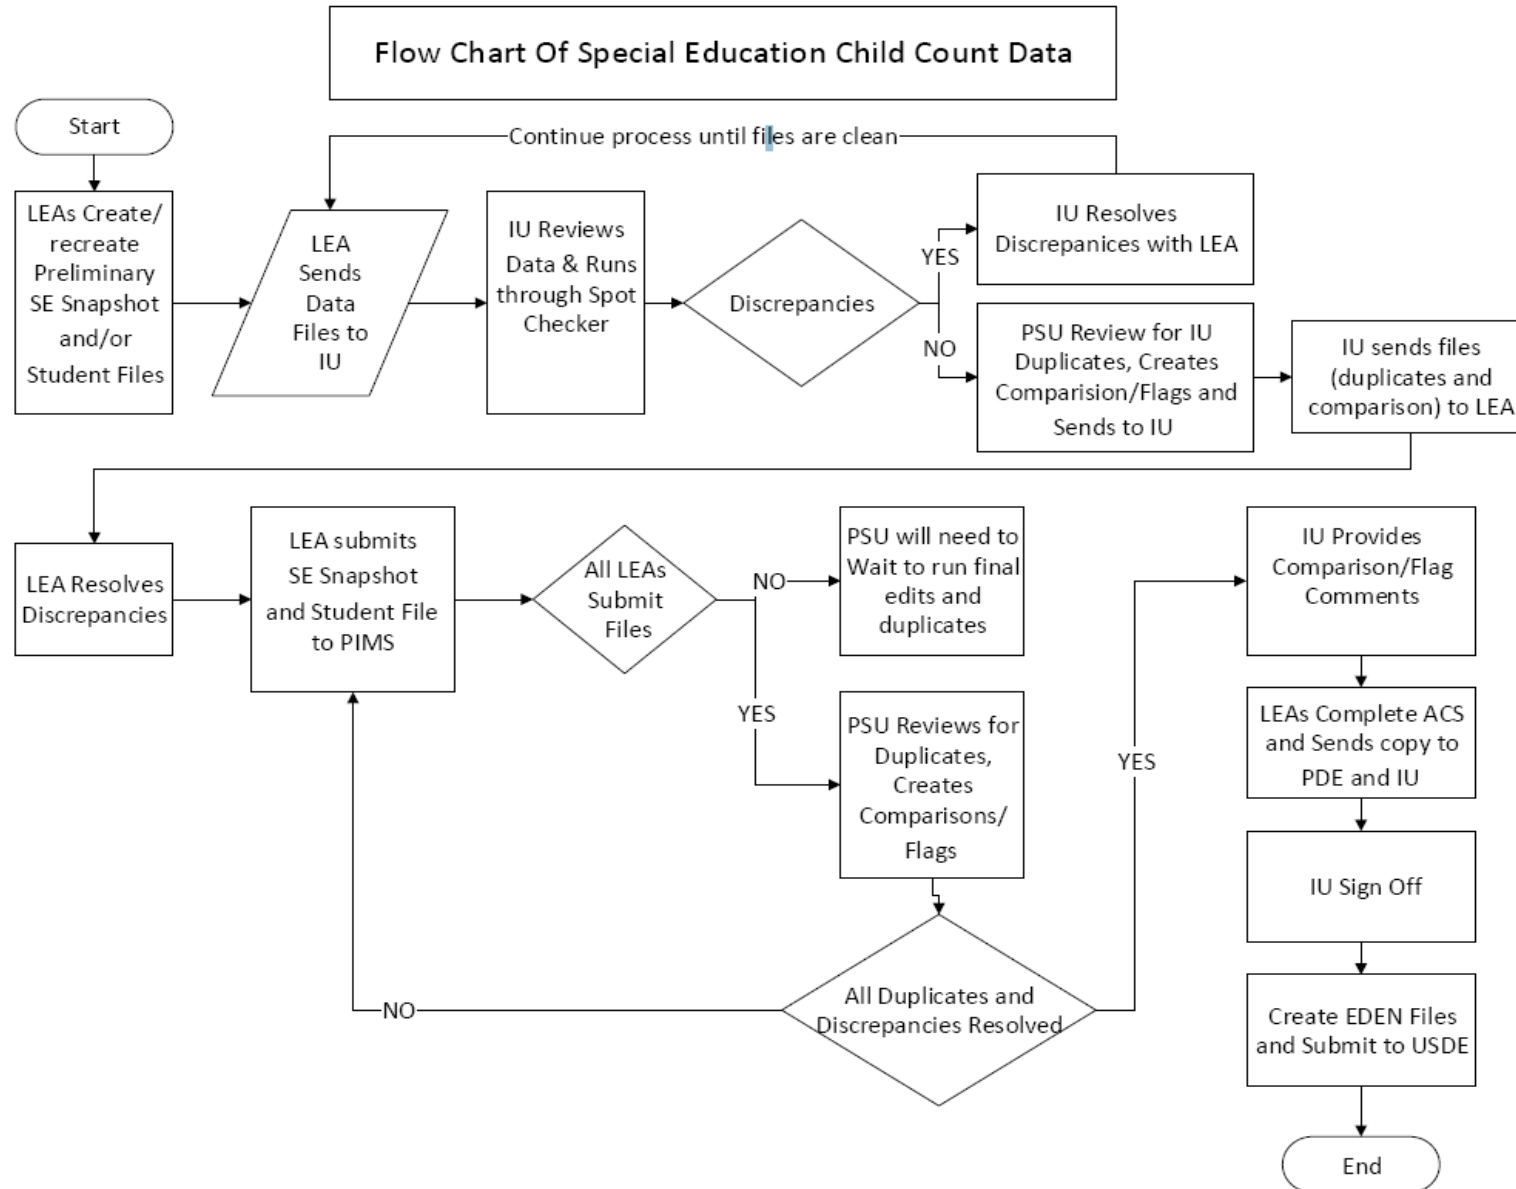 Flow Chart Of Special Education Child Count Data
Start
Continue process until files are clean
LEAs Create/
recreate
Preliminary
SE Snapshot
and/or
Student Files
LEA
Sends
Data
Files to
IU
IU Reviews
Data & Runs
through Spot
Checker
Discrepancies
YES
NO
IU Resolves
Discrepanices with LEA
PSU Review for IU
Duplicates, Creates
Comparision/Flags and
Sends to IU
IU sends files
(duplicates and
comparison) to LEA
LEA Resolves
Discrepancies
LEA submits
SE Snapshot
and Student File
to PIMS
All LEAs
Submit
Files
NO
YES
PSU will need to
Wait to run final
edits and
duplicates
PSU Reviews for
Duplicates,
Creates
Comparisons/
Flags
All Duplicates and
Discrepancies Resolved
NO
YES
IU Provides
Comparison/Flag
Comments
LEAs Complete ACS
and Sends copy to
PDE and IU
IU Sign Off
Create EDEN Files
and Submit to USDE
End